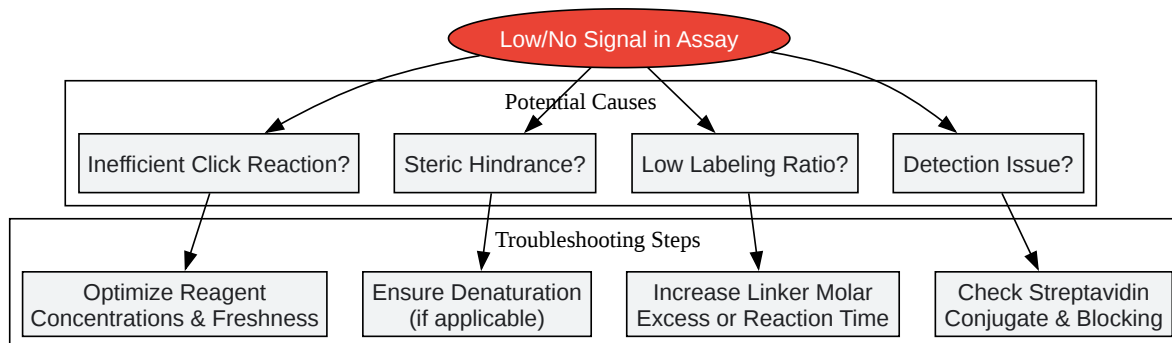 Low/No Signal in Assay
Potential Causes
Inefficient Click Reaction?
Steric Hindrance?
Low Labeling Ratio?
Detection Issue?
Troubleshooting Steps
Optimize Reagent
Concentrations & Freshness
Ensure Denaturation
(if applicable)
Increase Linker Molar
Excess or Reaction Time
Check Streptavidin
Conjugate & Blocking